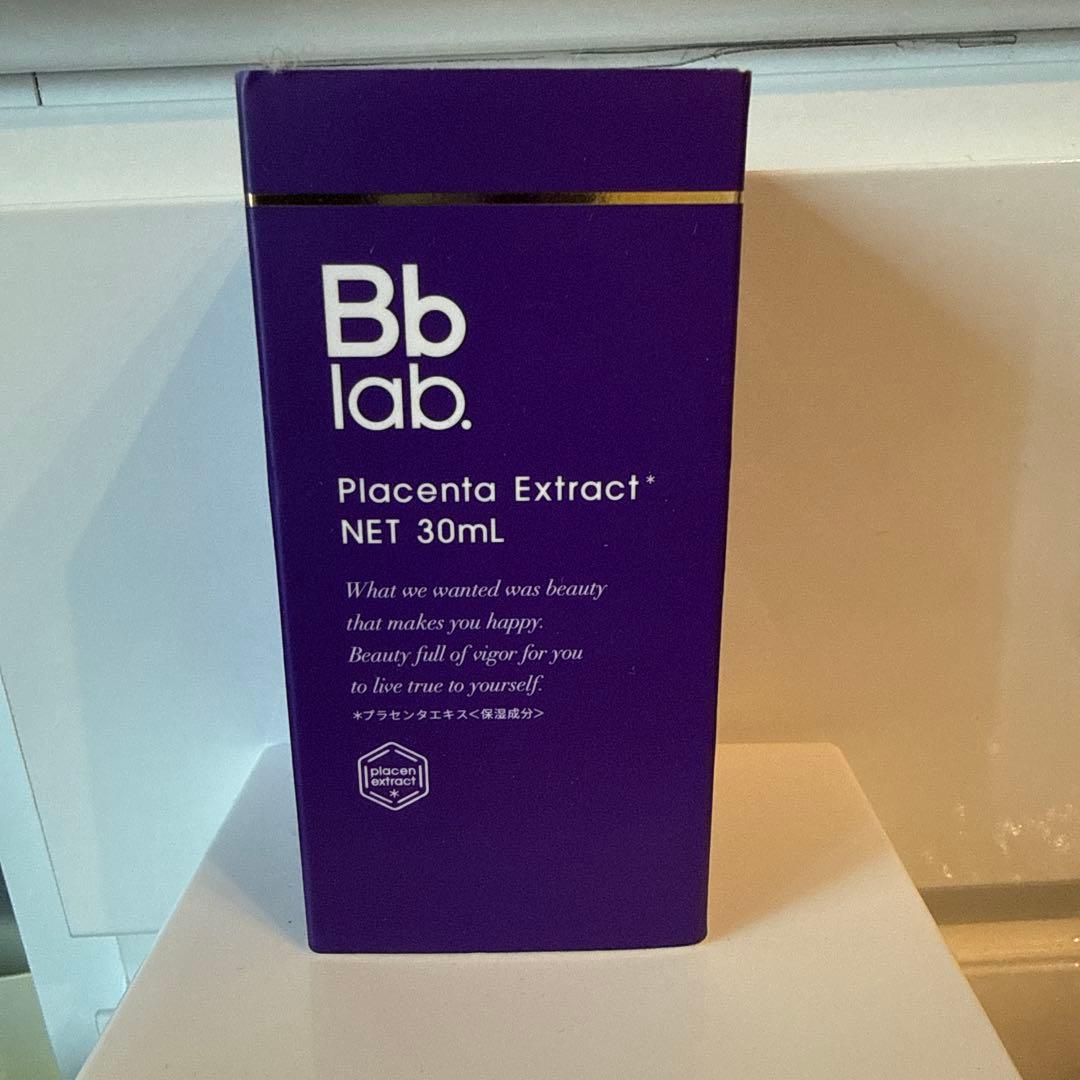 Bb
lab.
Placenta Extract*
NET 30mL
What we wanted was beauty
that makes you happy.
Beauty full of vigor for you
to live true to yourself.
*プラセンタエキス<保湿成分>
placen
extract
*